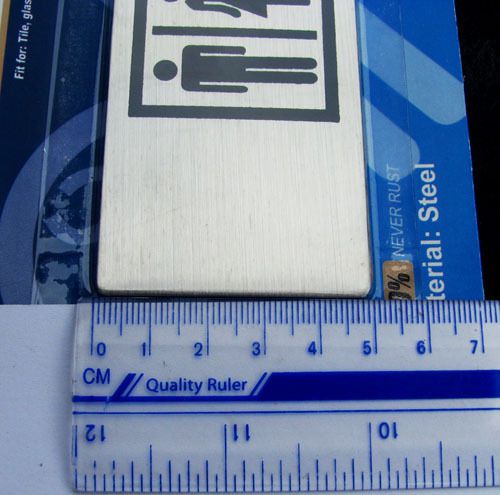 Fit for: Tile, glas
NEVER RUST
terial: Steel
0%
0 1 2 3 4 5 6 7
CM Quality Ruler
12 11 10